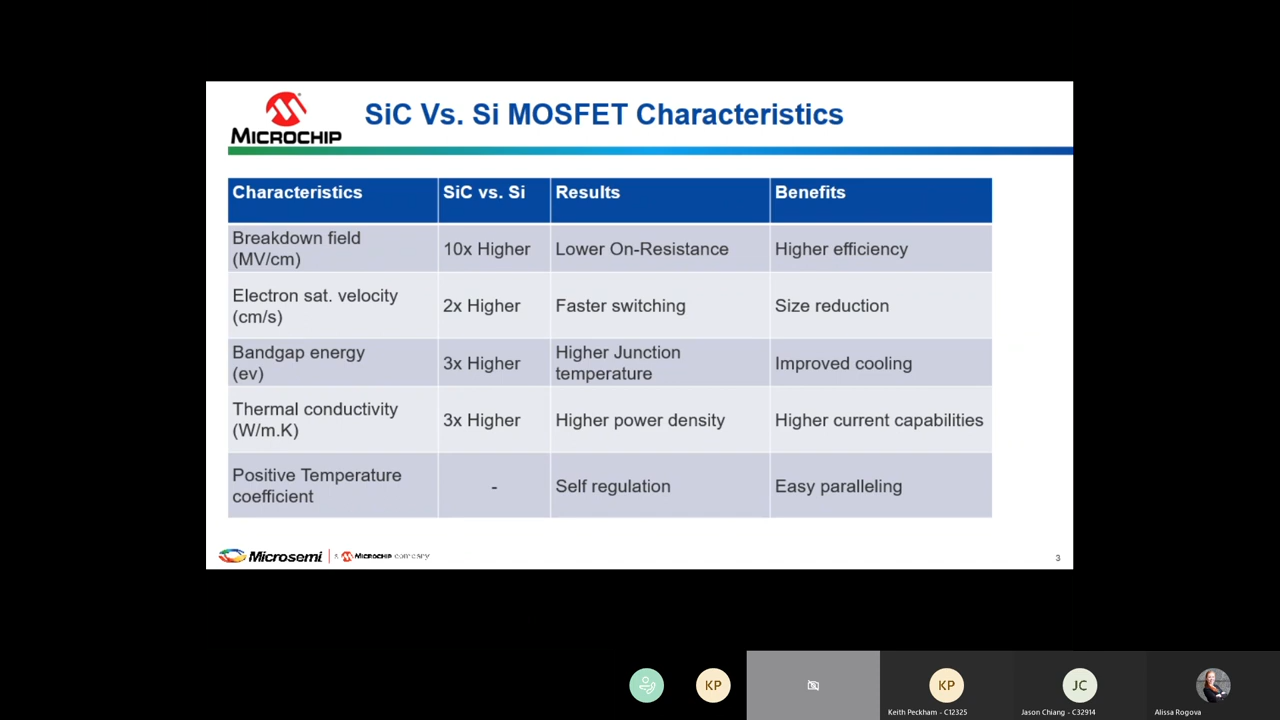 MICROCHIP
SiC Vs. Si MOSFET Characteristics
Characteristics SiC vs. Si Results Benefits
Breakdown field
(MV/cm)
10x Higher
Lower On-Resistance
Higher efficiency
Electron sat. velocity
(cm/s)
2x Higher
Faster switching
Size reduction
Bandgap energy
(ev)
3x Higher
Higher Junction
temperature
Improved cooling
Thermal conductivity
(W/m.K)
3x Higher
Higher power density
Higher current capabilities
Positive Temperature
coefficient
-
Self regulation
Easy paralleling
Microsemi MICROCHIP company
3
KP
KP
Keith Peckham - C12325
JC
Jason Chiang - C32914
Alissa Rogova